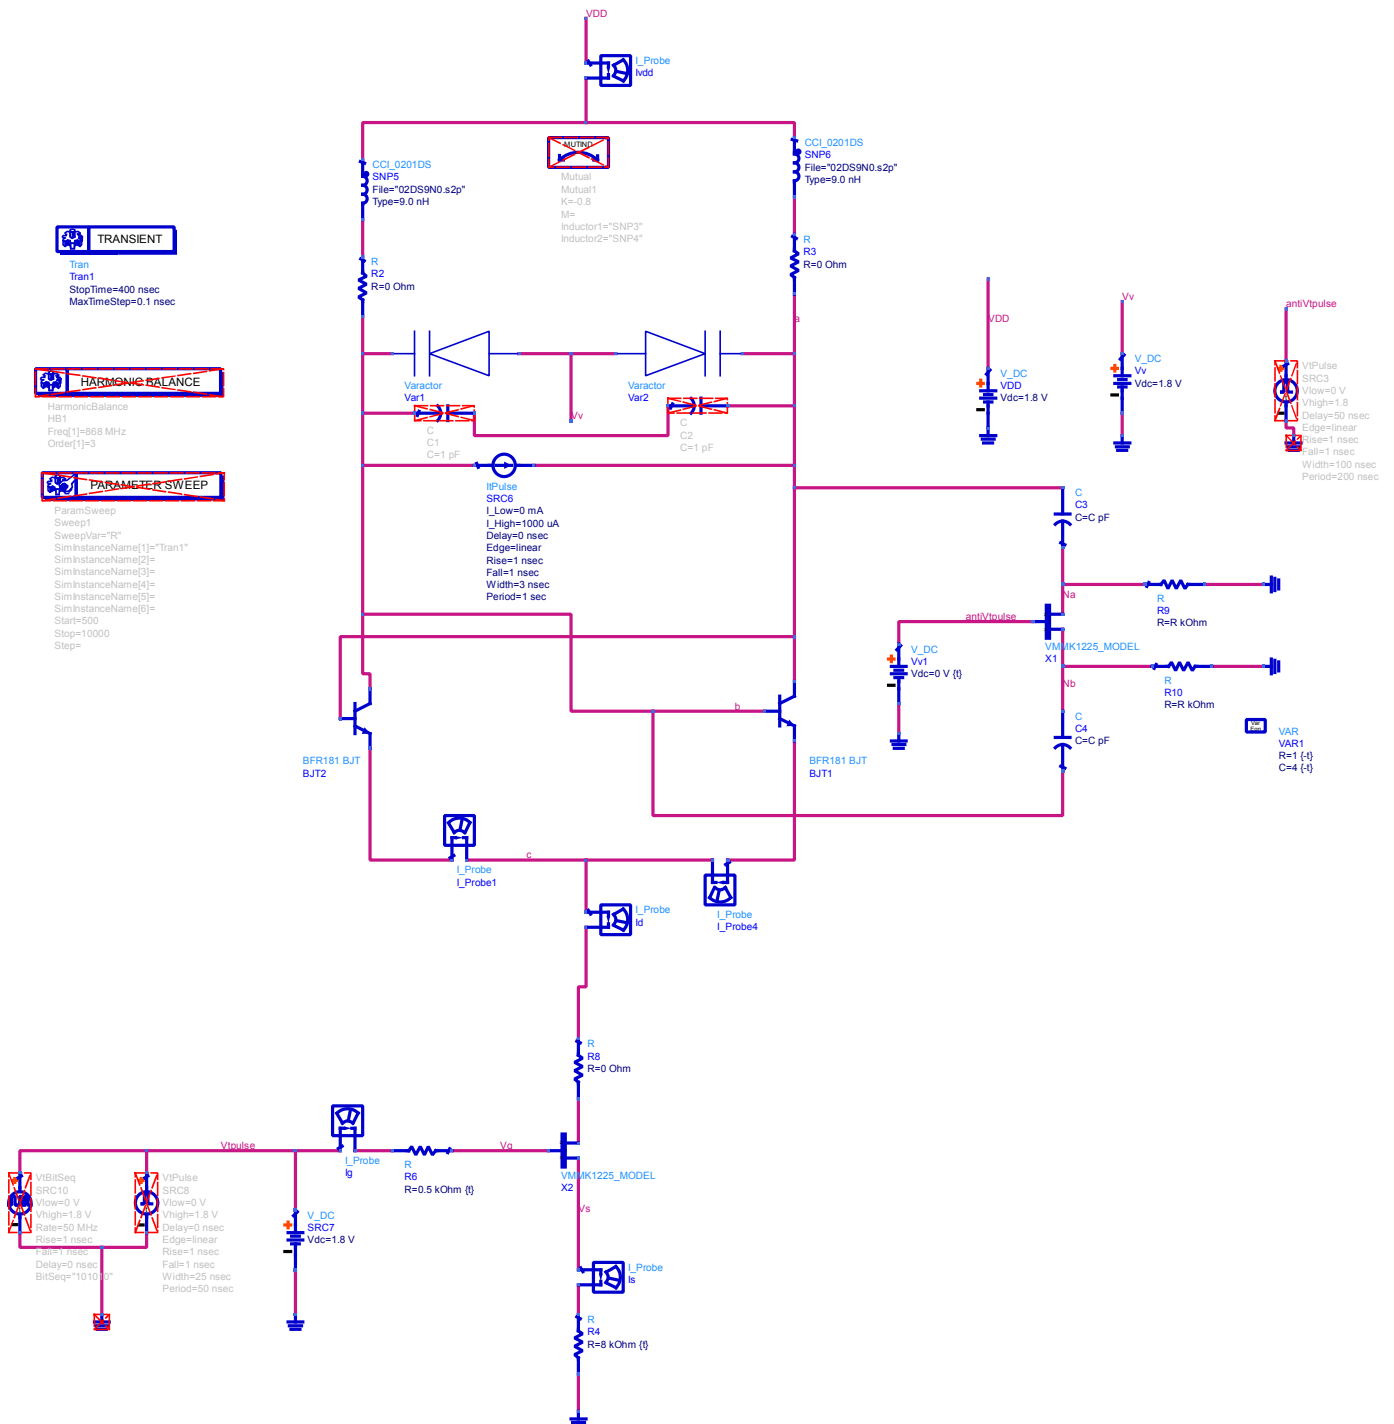 VDD
I_Probe
Ivdd
MUTIND
Mutual
Mutual1
K=-0.8
M=
Inductor1="SNP3"
Inductor2="SNP4"
CCI_0201DS
SNP5
File="02DS9N0.s2p"
Type=9.0 nH
CCI_0201DS
SNP6
File="02DS9N0.s2p"
Type=9.0 nH
TRANSIENT
Tran
Tran1
StopTime=400 nsec
MaxTimeStep=0.1 nsec
R
R2
R=0 Ohm
R
R3
R=0 Ohm
a
HARMONIC BALANCE
HarmonicBalance
HB1
Freq[1]=868 MHz
Order[1]=3
PARAMETER SWEEP
ParamSweep
Sweep1
SweepVar="R"
SimInstanceName[1]="Tran1"
SimInstanceName[2]=
SimInstanceName[3]=
SimInstanceName[4]=
SimInstanceName[5]=
SimInstanceName[6]=
Start=500
Stop=10000
Step=
Varactor
Var1
Varactor
Var2
Vv
C
C1
C=1 pF
C
C2
C=1 pF
VDD
V_DC
VDD
Vdc=1.8 V
Vv
V_DC
Vv
Vdc=1.8 V
antiVtpulse
VtPulse
SRC3
Vlow=0 V
Vhigh=1.8
Delay=50 nsec
Edge=linear
Rise=1 nsec
Fall=1 nsec
Width=100 nsec
Period=200 nsec
ItPulse
SRC6
I_Low=0 mA
I_High=1000 uA
Delay=0 nsec
Edge=linear
Rise=1 nsec
Fall=1 nsec
Width=3 nsec
Period=1 sec
C
C3
C=C pF
Na
R
R9
R=R kOhm
antiVtpulse
VMMK1225_MODEL
X1
V_DC
Vv1
Vdc=0 V {t}
Nb
R
R10
R=R kOhm
C
C4
C=C pF
Var
Eqn
VAR
VAR1
R=1 {-t}
C=4 {-t}
b
BFR181 BJT
BJT2
BFR181 BJT
BJT1
c
I_Probe
I_Probe1
I_Probe
I_Probe4
I_Probe
Id
R
R8
R=0 Ohm
Vtpulse
I_Probe
Ig
R
R6
R=0.5 kOhm {t}
Vg
VMMK1225_MODEL
X2
Vs
VtBitSeq
SRC10
Vlow=0 V
Vhigh=1.8 V
Rate=50 MHz
Rise=1 nsec
Fall=1 nsec
Delay=0 nsec
BitSeq="101010"
VtPulse
SRC8
Vlow=0 V
Vhigh=1.8 V
Delay=0 nsec
Edge=linear
Rise=1 nsec
Fall=1 nsec
Width=25 nsec
Period=50 nsec
V_DC
SRC7
Vdc=1.8 V
I_Probe
Is
R
R4
R=8 kOhm {t}